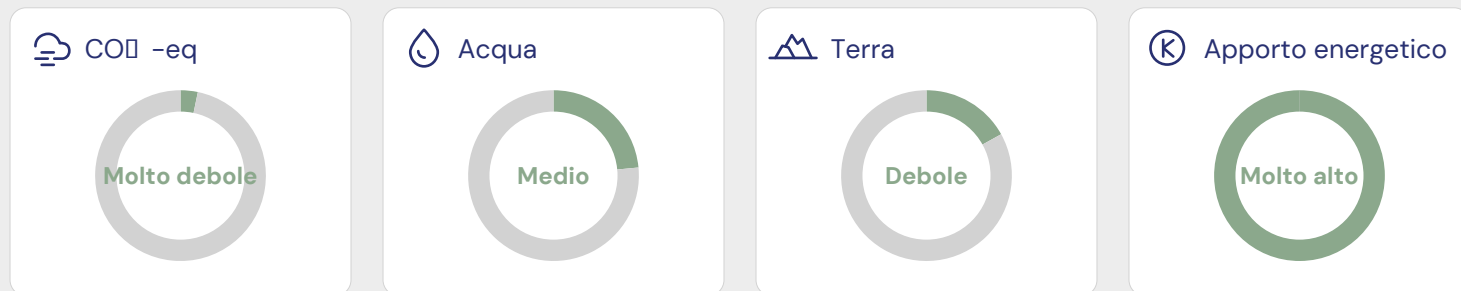 CO▯ -eq
Molto debole
Acqua
Medio
Terra
Debole
Apporto energetico
Molto alto